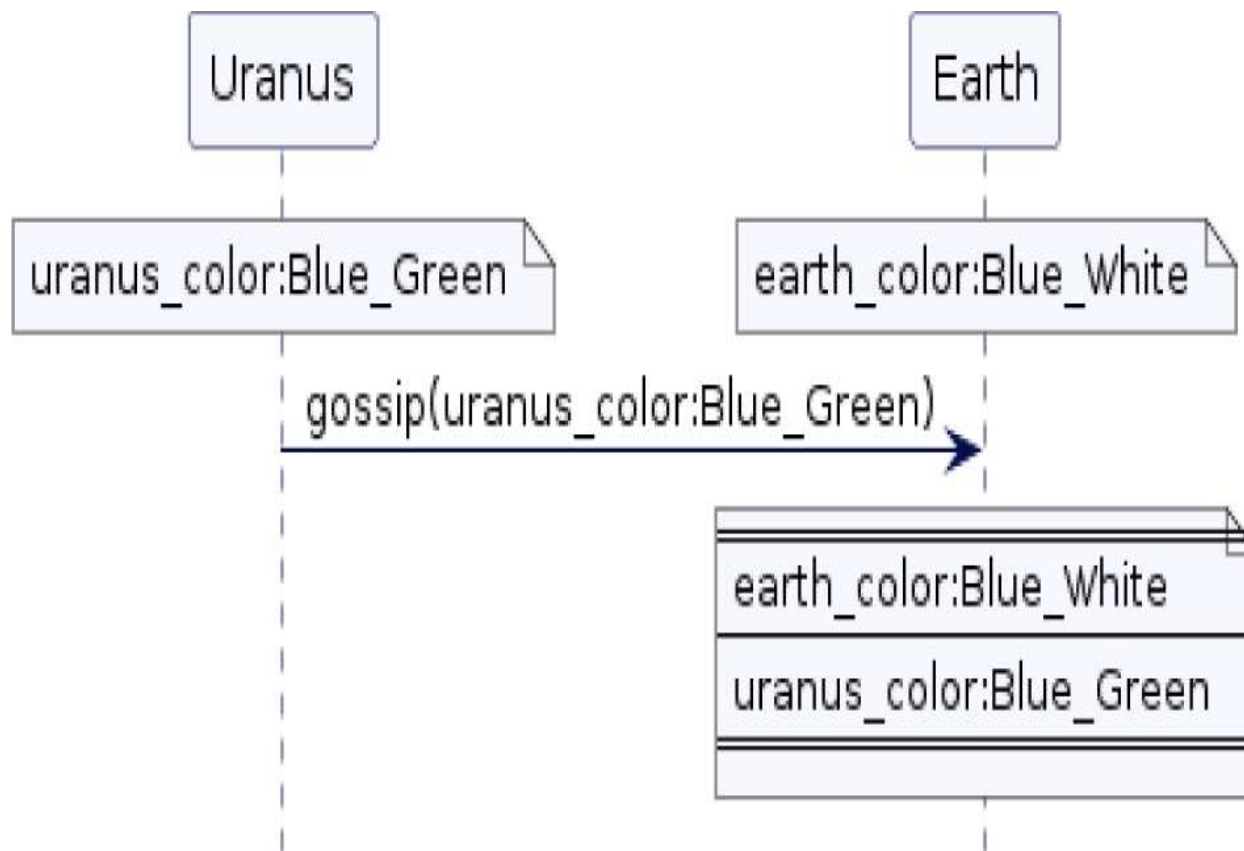 Uranus
Earth
uranus_color:Blue_Green
earth_color:Blue_White
gossip(uranus_color:Blue_Green)
earth_color:Blue_White
uranus_color:Blue_Green